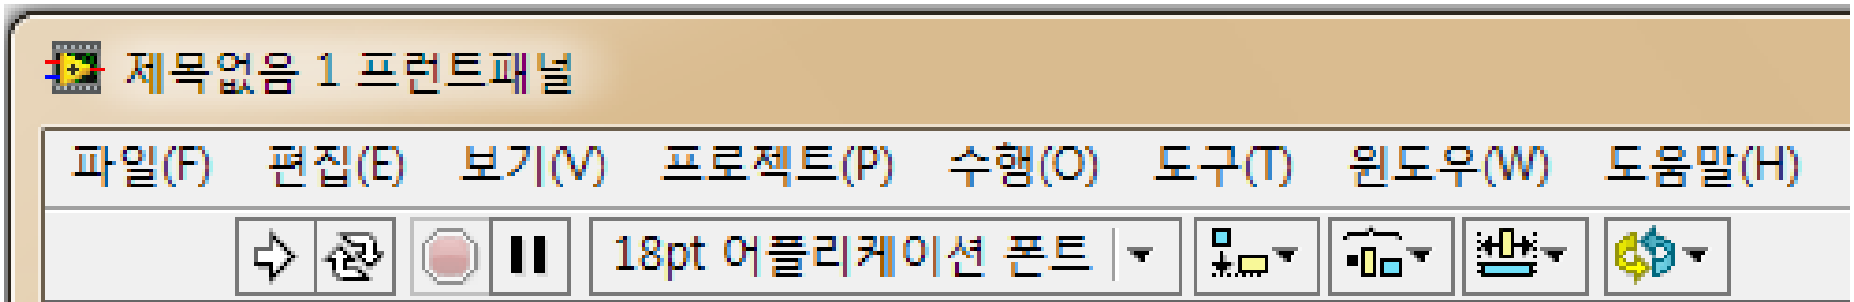 제목없음 1 프런트패널
파일(F) 편집(E) 보기(V) 프로젝트(P) 수행(O) 도구(T) 윈도우(W) 도움말(H)
18pt 어플리케이션 폰트